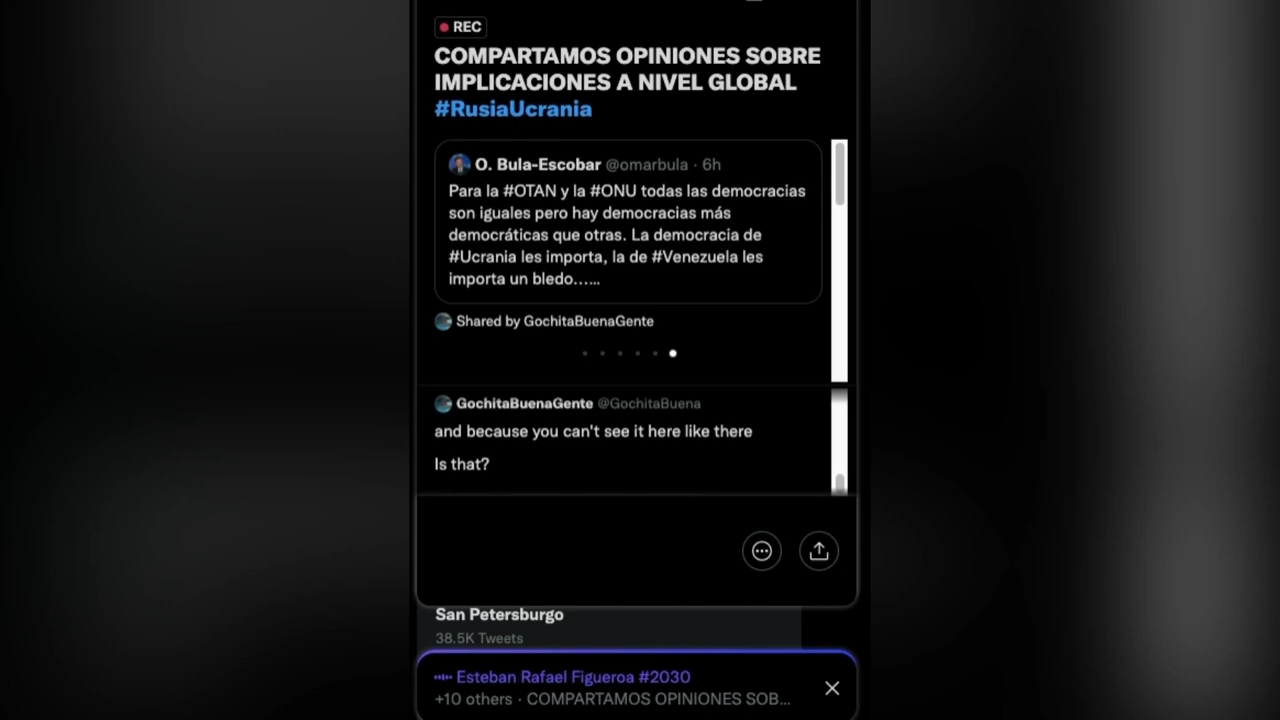 REC
COMPARTAMOS OPINIONES SOBRE
IMPLICACIONES A NIVEL GLOBAL
#RusiaUcrania
O. Bula-Escobar @omarbula · 6h
Para la #OTAN y la #ONU todas las democracias
son iguales pero hay democracias más
democráticas que otras. La democracia de
#Ucrania les importa, la de #Venezuela les
importa un bledo......
Shared by GochitaBuenaGente
GochitaBuenaGente @GochitaBuena
and because you can't see it here like there
Is that?
San Petersburgo
38.5K Tweets
Esteban Rafael Figueroa #2030
+10 others · COMPARTAMOS OPINIONES SOB...